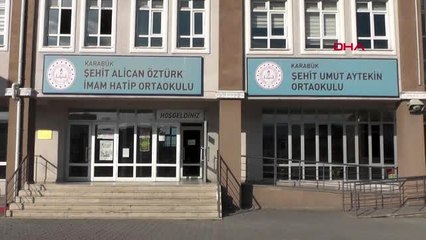 DHA
KARABÜK
ŞEHİT ALİCAN ÖZTÜRK
İMAM HATİP ORTAOKULU
KARABÜK
ŞEHİT UMUT AYTEKİN
ORTAOKULU
HOŞGELDİNİZ